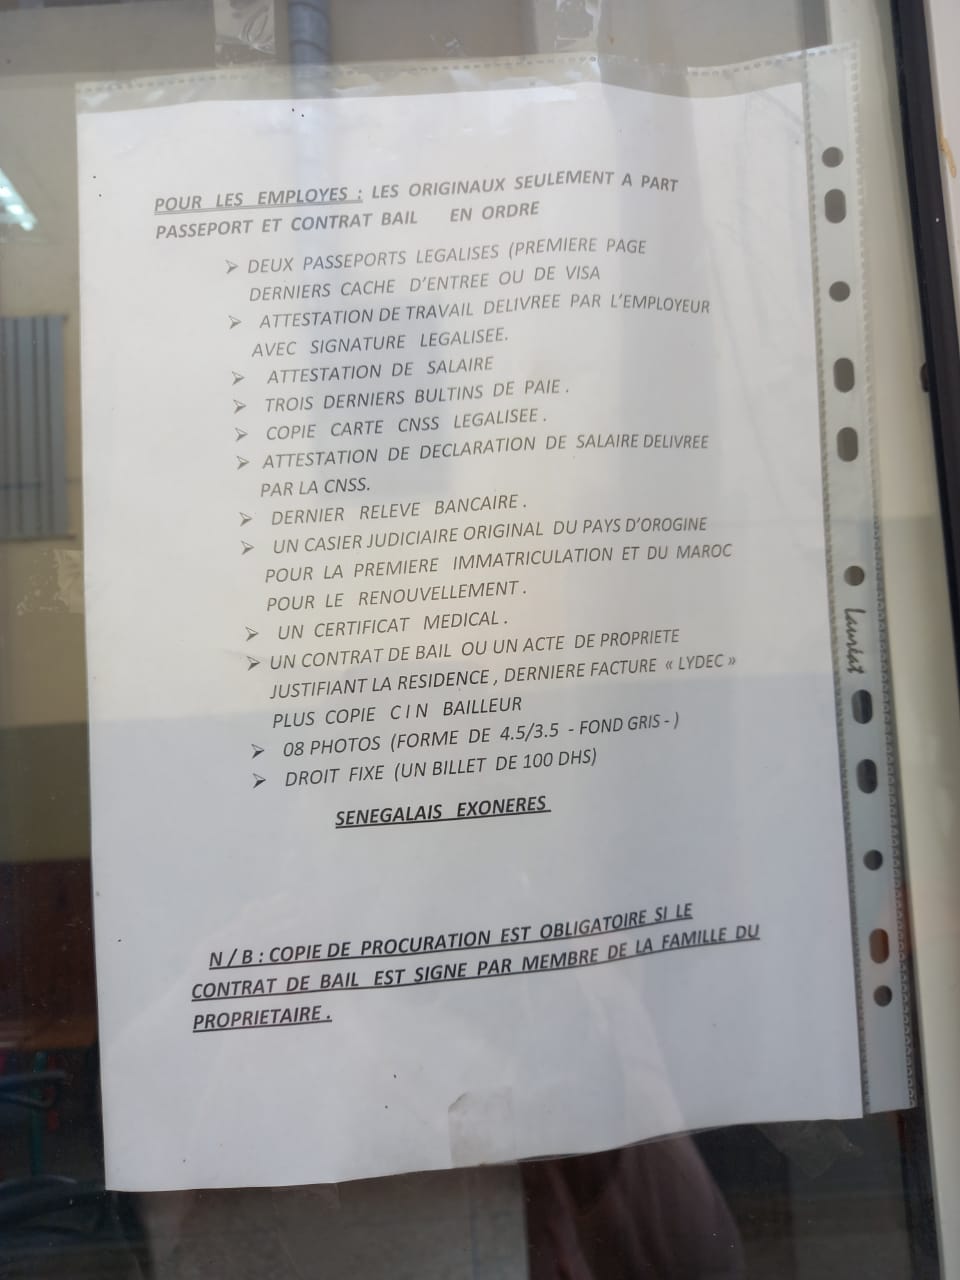 POUR LES EMPLOYES : LES ORIGINAUX SEULEMENT A PART
PASSEPORT ET CONTRAT BAIL EN ORDRE
➢ DEUX PASSEPORTS LEGALISES (PREMIERE PAGE
DERNIERS CACHE D'ENTREE OU DE VISA
➢ ATTESTATION DE TRAVAIL DELIVREE PAR L'EMPLOYEUR
AVEC SIGNATURE LEGALISEE.
➢ ATTESTATION DE SALAIRE
➢ TROIS DERNIERS BULTINS DE PAIE .
➢ COPIE CARTE CNSS LEGALISEE .
➢ ATTESTATION DE DECLARATION DE SALAIRE DELIVREE
PAR LA CNSS.
➢ DERNIER RELEVE BANCAIRE .
➢ UN CASIER JUDICIAIRE ORIGINAL DU PAYS D'OROGINE
POUR LA PREMIERE IMMATRICULATION ET DU MAROC
POUR LE RENOUVELLEMENT .
➢ UN CERTIFICAT MEDICAL .
➢ UN CONTRAT DE BAIL OU UN ACTE DE PROPRIETE
JUSTIFIANT LA RESIDENCE , DERNIERE FACTURE « LYDEC »
PLUS COPIE C I N BAILLEUR
➢ 08 PHOTOS (FORME DE 4.5/3.5 - FOND GRIS - )
➢ DROIT FIXE (UN BILLET DE 100 DHS)
SENEGALAIS EXONERES
N / B : COPIE DE PROCURATION EST OBLIGATOIRE SI LE
CONTRAT DE BAIL EST SIGNE PAR MEMBRE DE LA FAMILLE DU
PROPRIETAIRE .
Lauréat